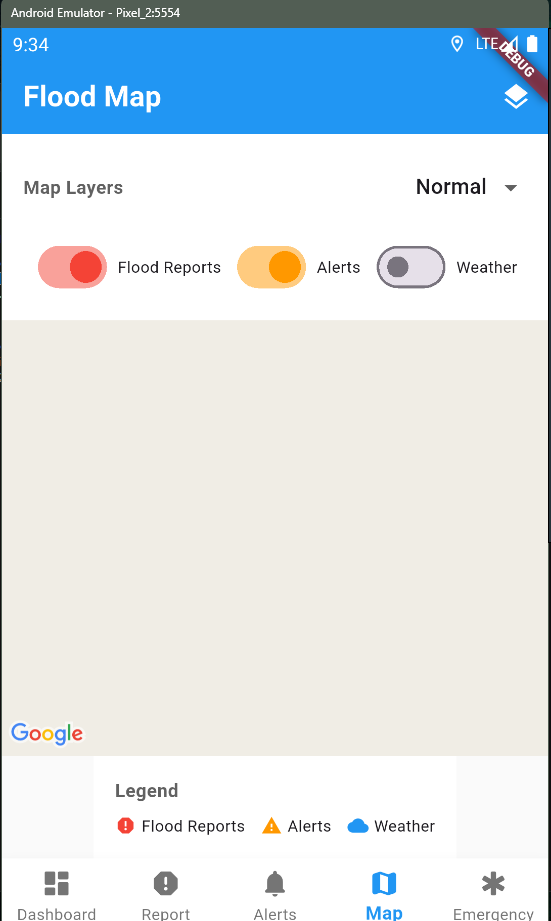 Android Emulator - Pixel_2:5554
9:34
LTE
DEBUG
Flood Map
Map Layers
Normal
Flood Reports
Alerts
Weather
Google
Legend
Flood Reports
Alerts
Weather
Dashboard
Report
Alerts
Map
Emergency